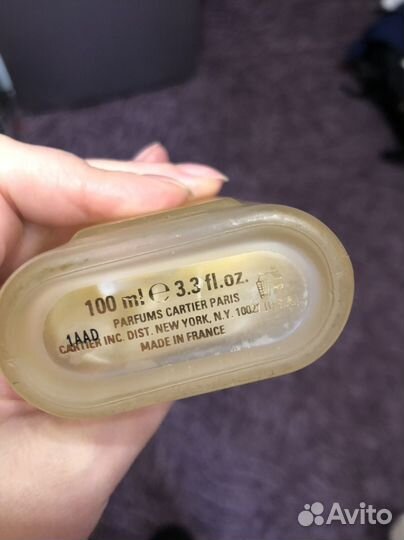 100 ml ℮ 3.3 fl.oz.
PARFUMS CARTIER PARIS
CARTIER INC. DIST. NEW YORK, N.Y.
MADE IN FRANCE
1AAD
Avito